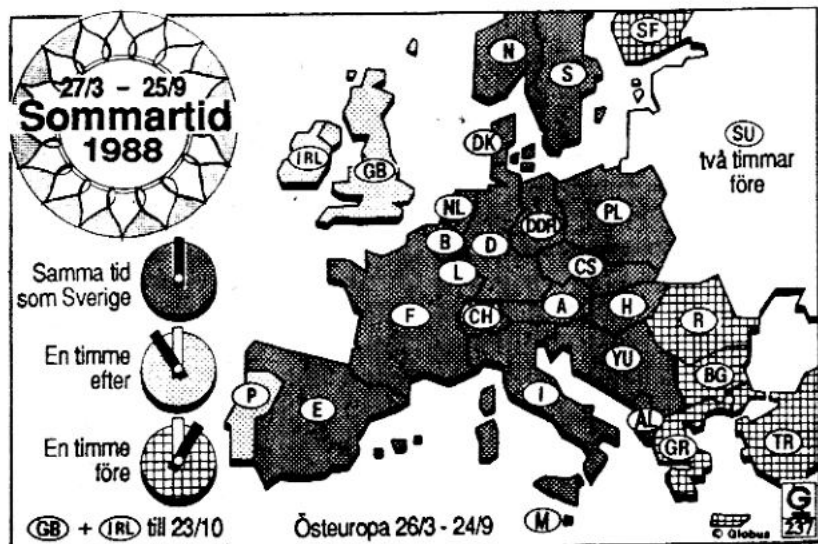 27/3 - 25/9
Sommartid
1988
SF
N
S
IRL
GB
DK
SU
två timmar
före
NL
DDR
PL
B
D
L
CS
Samma tid
som Sverige
F
CH
A
H
R
En timme
efter
YU
BG
P
E
I
AL
GR
TR
En timme
före
GB + IRL till 23/10
Östeuropa 26/3 - 24/9
M
© Globus
G
237